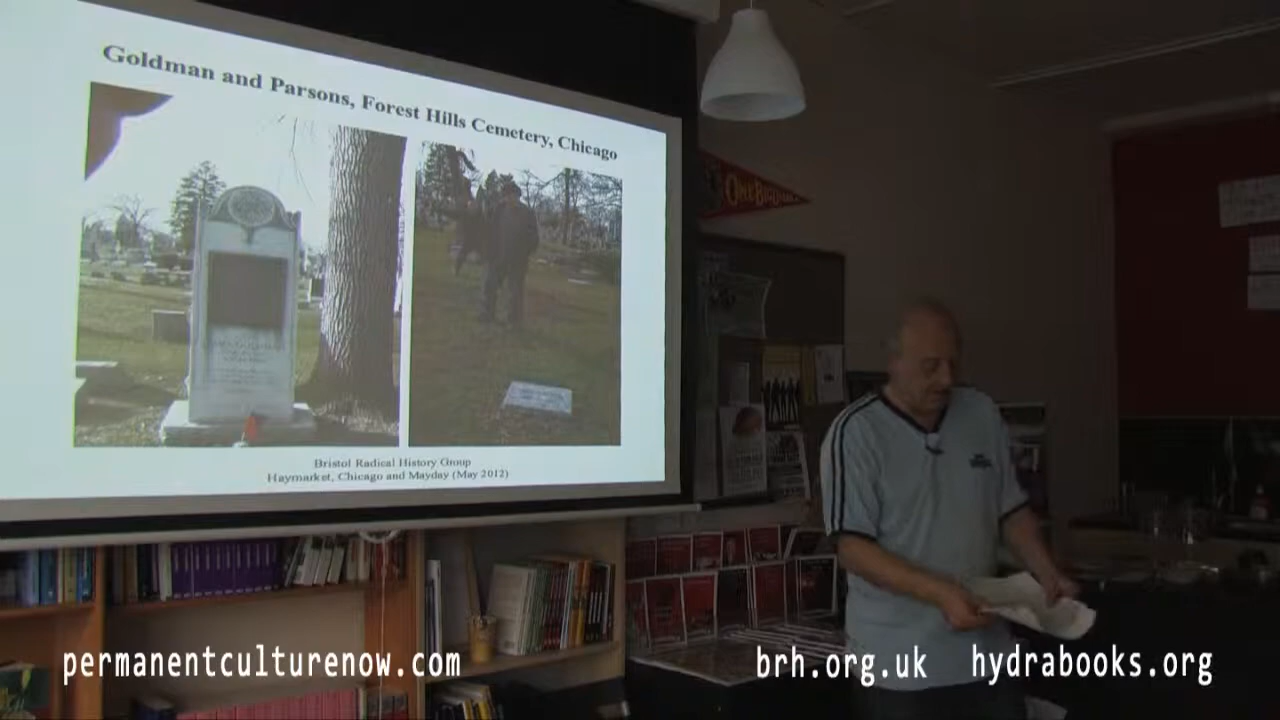 Goldman and Parsons, Forest Hills Cemetery, Chicago
Bristol Radical History Group
Haymarket, Chicago and Mayday (May 2012)
permanentculturenow.com
brh.org.uk
hydrabooks.org